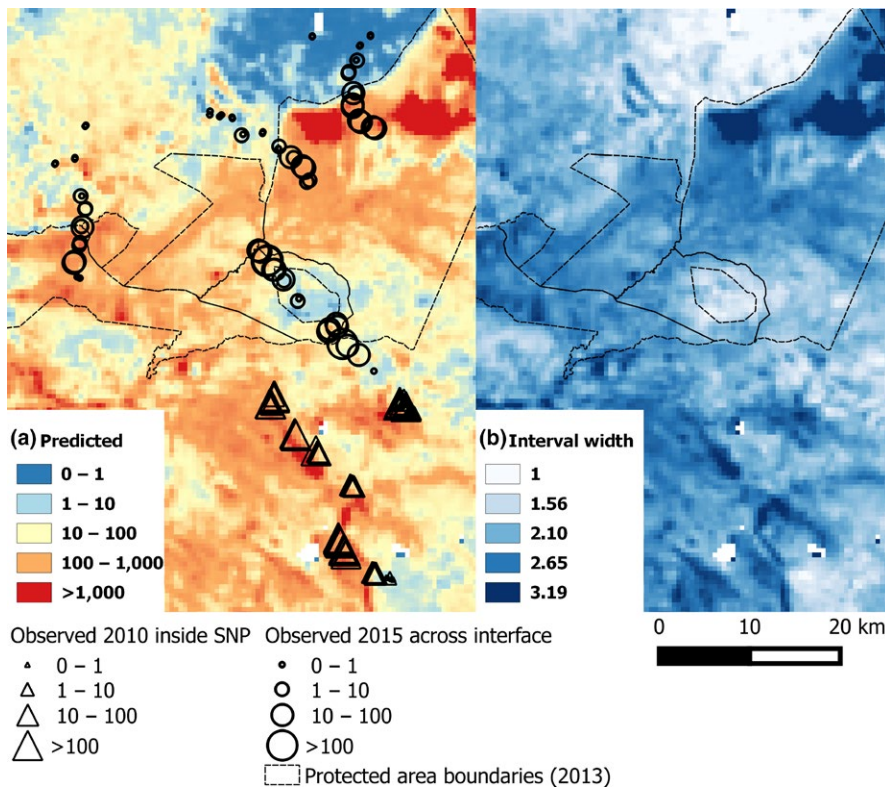 (a) Predicted
0 – 1
1 – 10
10 – 100
100 – 1,000
>1,000
(b) Interval width
1
1.56
2.10
2.65
3.19
Observed 2010 inside SNP
0 – 1
1 – 10
10 – 100
>100
Observed 2015 across interface
0 – 1
1 – 10
10 – 100
>100
Protected area boundaries (2013)
0 10 20 km